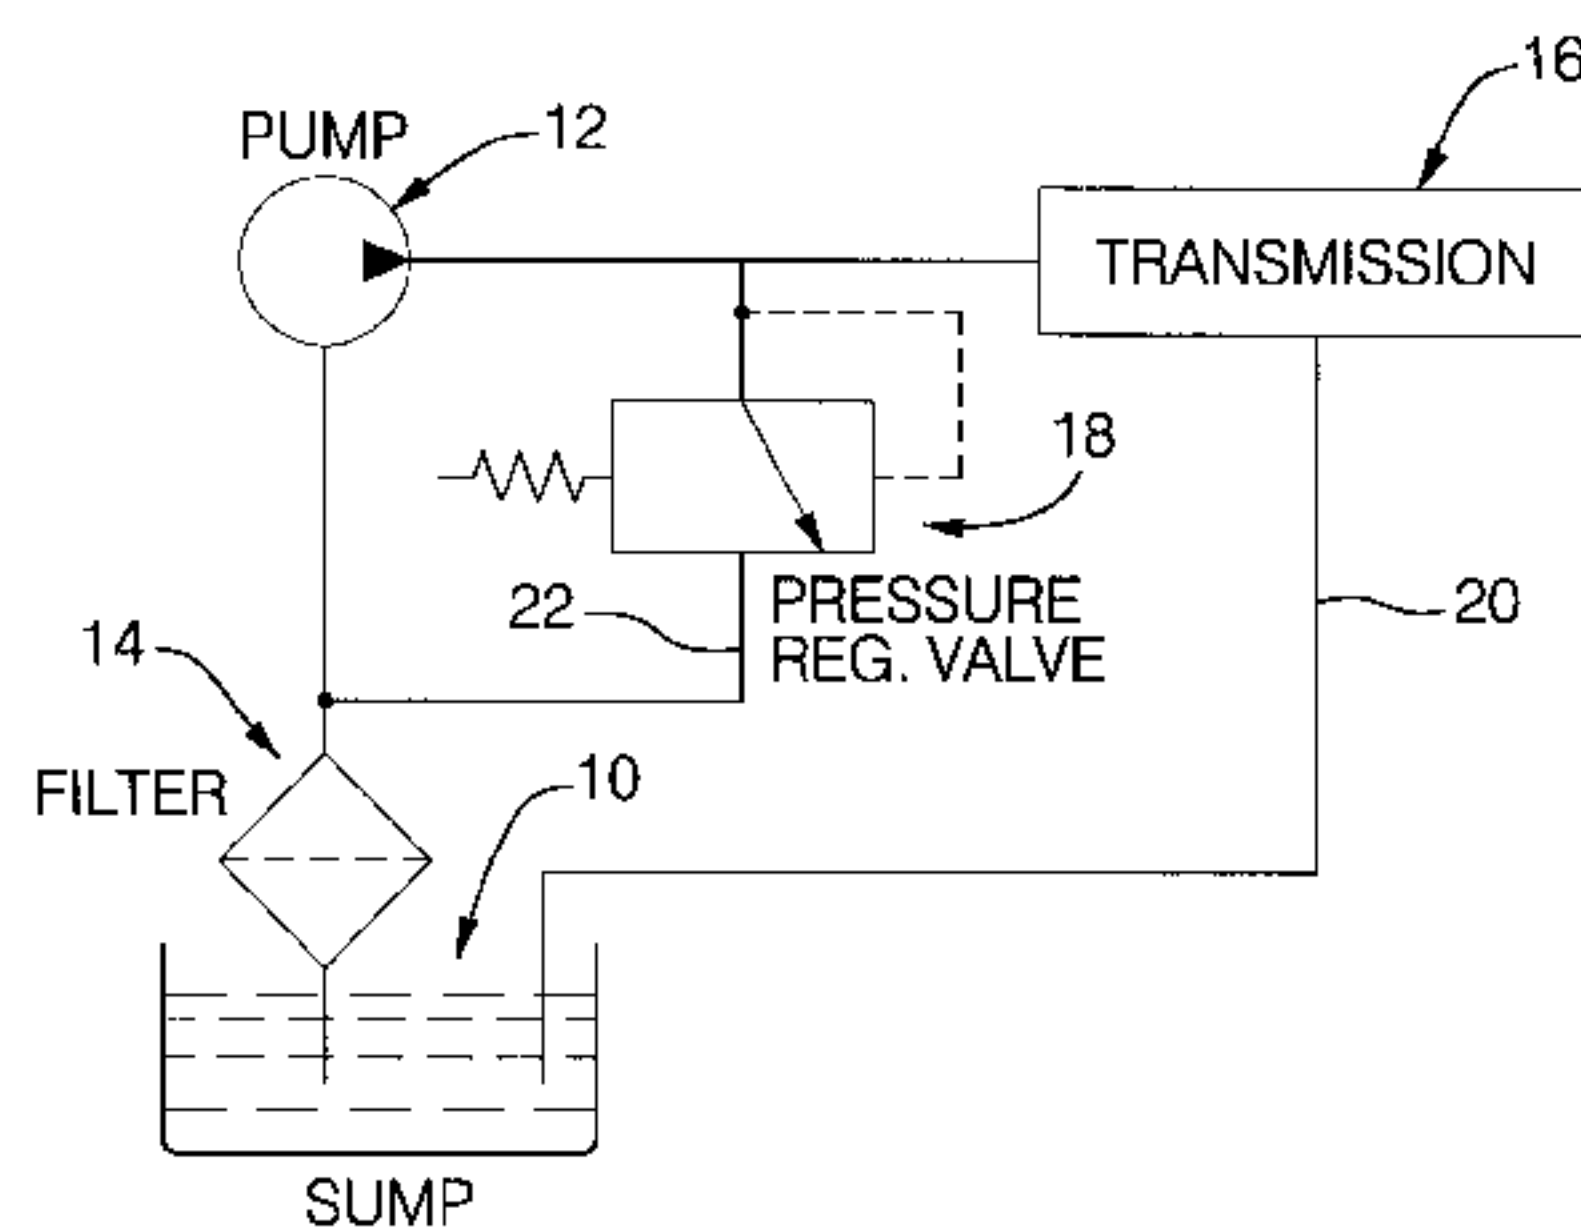 16
PUMP
12
TRANSMISSION
18
22
PRESSURE
REG. VALVE
20
14
FILTER
10
SUMP